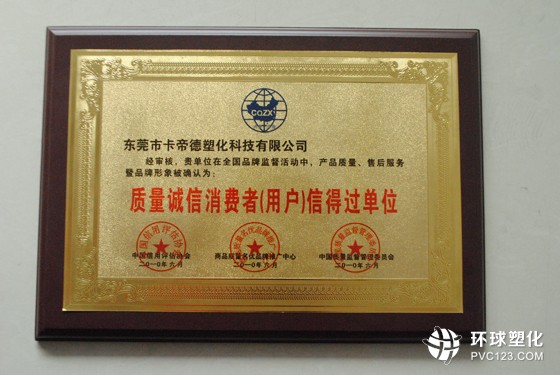 CQZX
东莞市卡帝德塑化科技有限公司
经审核,贵单位在全国品牌监督活动中,产品质量、售后服务
暨品牌形象被确认为:
质量诚信消费者(用户)信得过单位
中国信用评估协会
商品质量名优品牌推广中心
中国质量监督管理委员会
二〇一〇年六月
二〇一〇年六月
二〇一〇年六月
环球塑化
PVC123.com